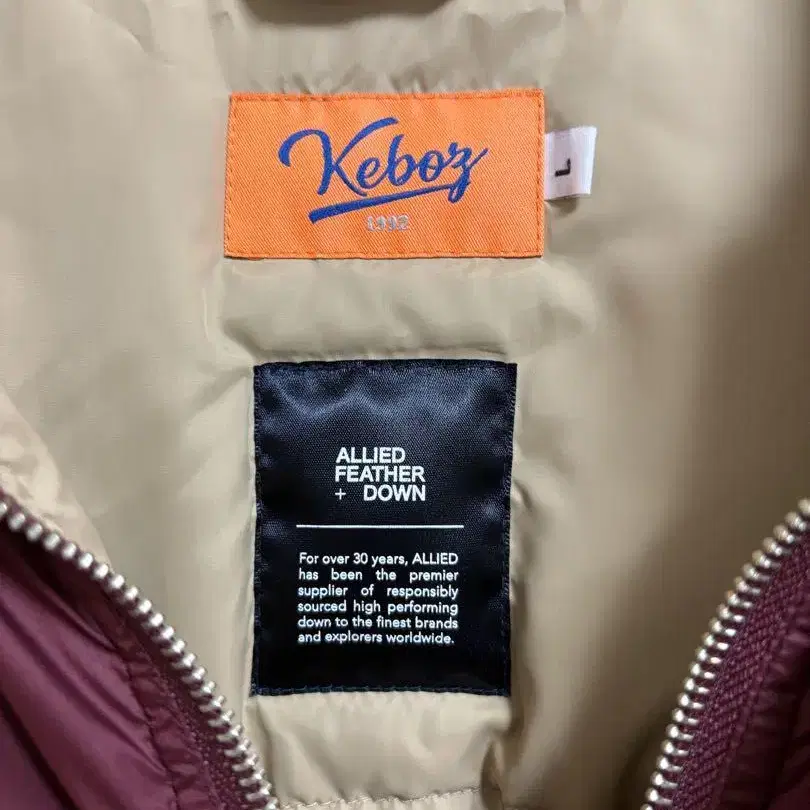 Keboz
1992
L
ALLIED
FEATHER
+ DOWN
For over 30 years, ALLIED
has been the premier
supplier of responsibly
sourced high performing
down to the finest brands
and explorers worldwide.